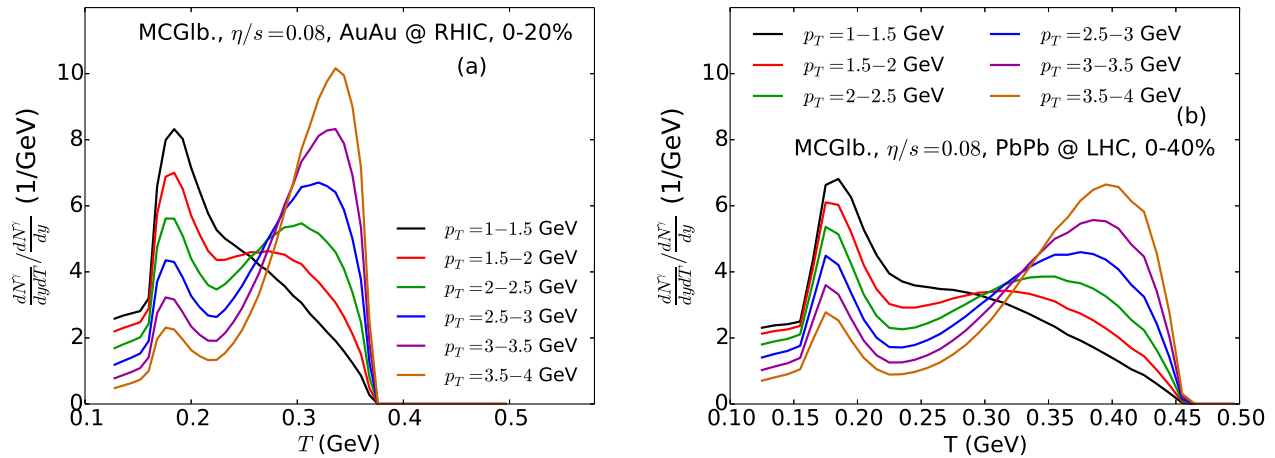 MCGlb., η/s=0.08, AuAu @ RHIC, 0-20%
(a)
dN^γ/dydT / dN^γ/dy (1/GeV)
10
8
6
4
2
0
p_T=1−1.5 GeV
p_T=1.5−2 GeV
p_T=2−2.5 GeV
p_T=2.5−3 GeV
p_T=3−3.5 GeV
p_T=3.5−4 GeV
0.1 0.2 0.3 0.4 0.5
T (GeV)
p_T=1−1.5 GeV p_T=2.5−3 GeV
p_T=1.5−2 GeV p_T=3−3.5 GeV
p_T=2−2.5 GeV p_T=3.5−4 GeV
(b)
MCGlb., η/s=0.08, PbPb @ LHC, 0-40%
dN^γ/dydT / dN^γ/dy (1/GeV)
10
8
6
4
2
0
0.10 0.15 0.20 0.25 0.30 0.35 0.40 0.45 0.50
T (GeV)